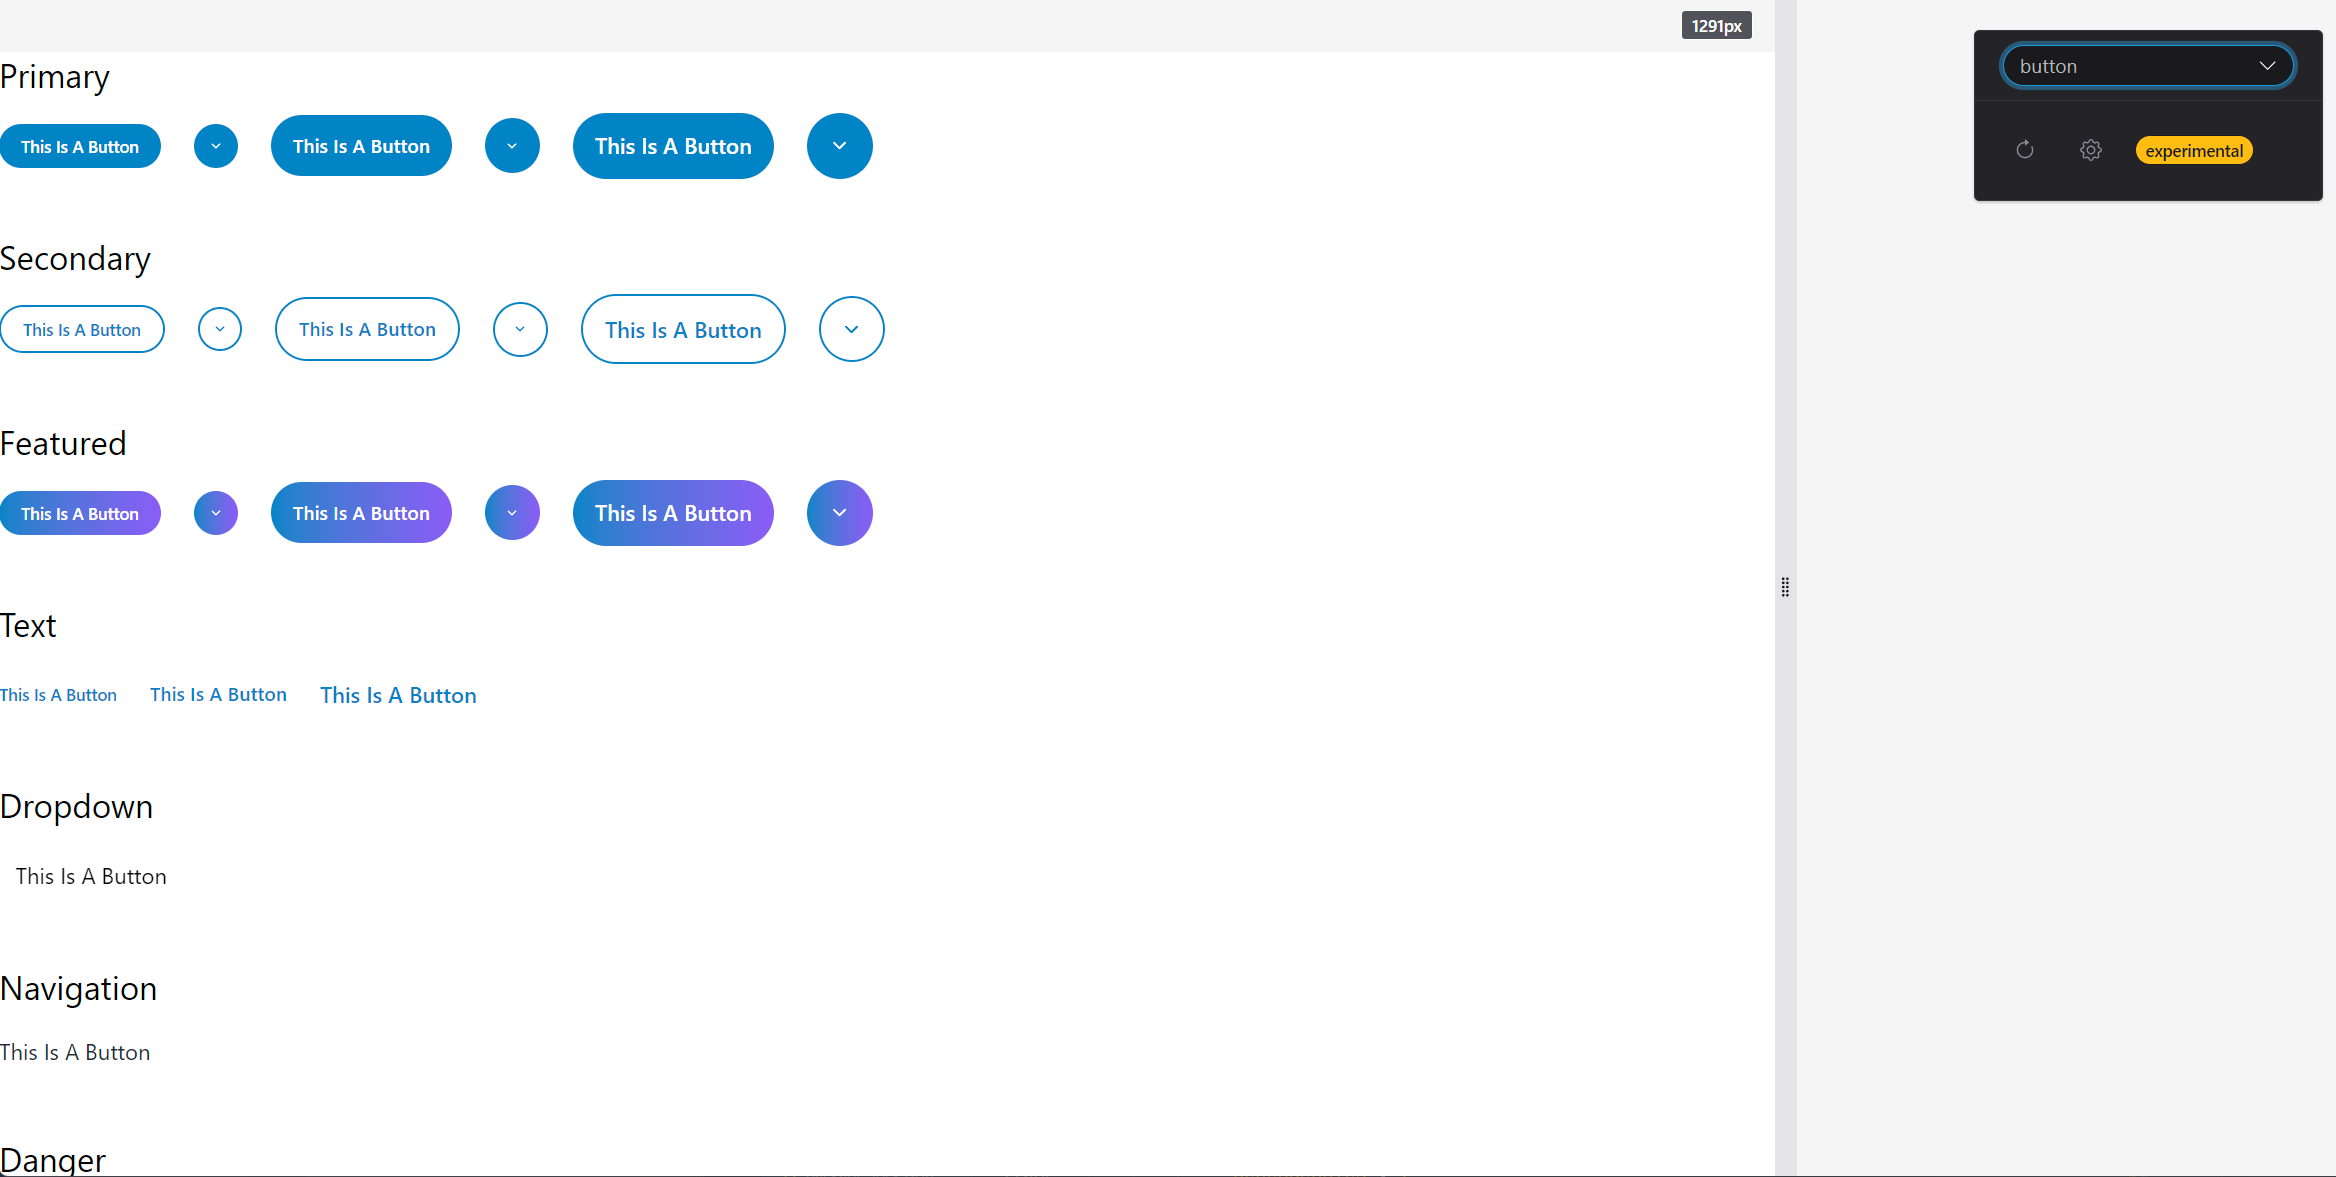 1291px
button
experimental
Primary
This Is A Button This Is A Button This Is A Button
Secondary
This Is A Button This Is A Button This Is A Button
Featured
This Is A Button This Is A Button This Is A Button
Text
This Is A Button This Is A Button This Is A Button
Dropdown
This Is A Button
Navigation
This Is A Button
Danger